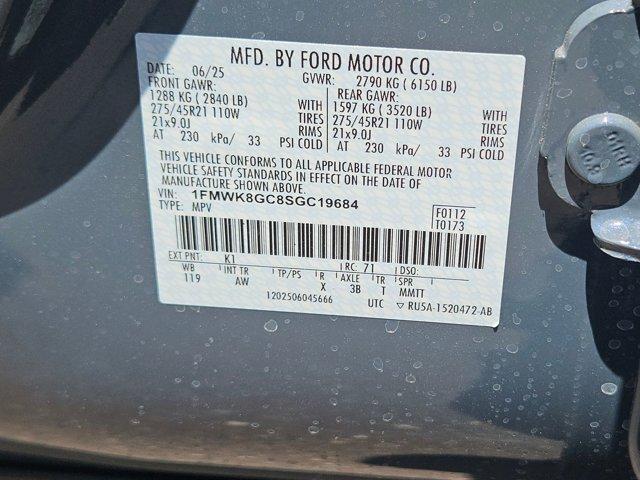 MFD. BY FORD MOTOR CO.
DATE: 06/25 GVWR: 2790 KG ( 6150 LB)
FRONT GAWR: REAR GAWR:
1288 KG ( 2840 LB) WITH 1597 KG ( 3520 LB) WITH
275/45R21 110W TIRES 275/45R21 110W TIRES
21x9.0J RIMS 21x9.0J RIMS
AT 230 kPa/ 33 PSI COLD AT 230 kPa/ 33 PSI COLD
THIS VEHICLE CONFORMS TO ALL APPLICABLE FEDERAL MOTOR
VEHICLE SAFETY STANDARDS IN EFFECT ON THE DATE OF
MANUFACTURE SHOWN ABOVE.
VIN: 1FMWK8GC8SGC19684
TYPE: MPV
F0112
T0173
EXT PNT: K1 RC: 71 DSO:
WB INT TR TP/PS R AXLE TR SPR
119 AW X 3B T MMTT
1202506045666 UTC ▽ RU5A-1520472-AB
10.9